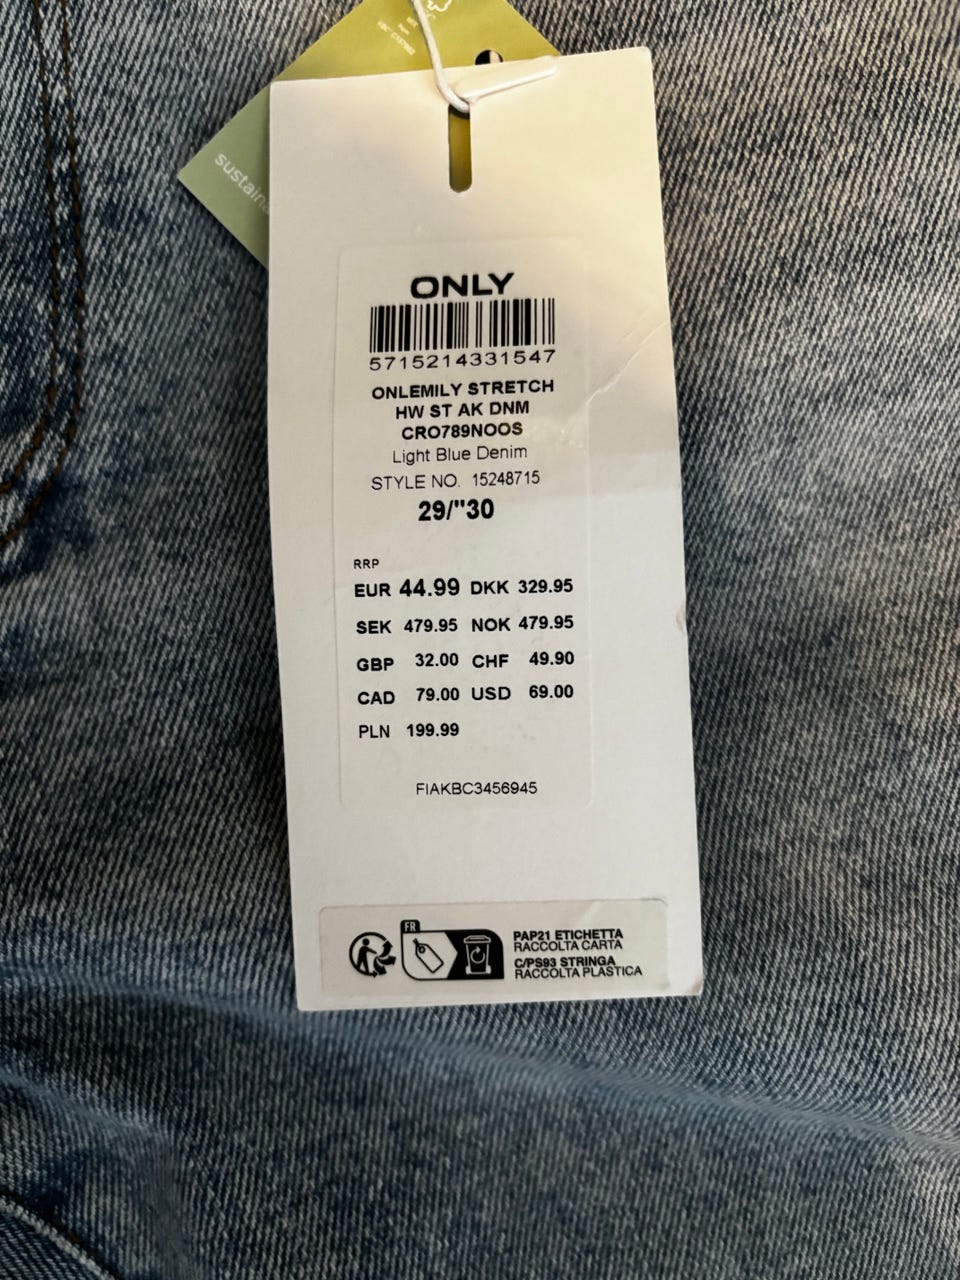 sustain
ONLY
5715214331547
ONLEMILY STRETCH
HW ST AK DNM
CRO789NOOS
Light Blue Denim
STYLE NO. 15248715
29/"30
RRP
EUR 44.99 DKK 329.95
SEK 479.95 NOK 479.95
GBP 32.00 CHF 49.90
CAD 79.00 USD 69.00
PLN 199.99
FIAKBC3456945
FR
PAP21 ETICHETTA
RACCOLTA CARTA
C/PS93 STRINGA
RACCOLTA PLASTICA